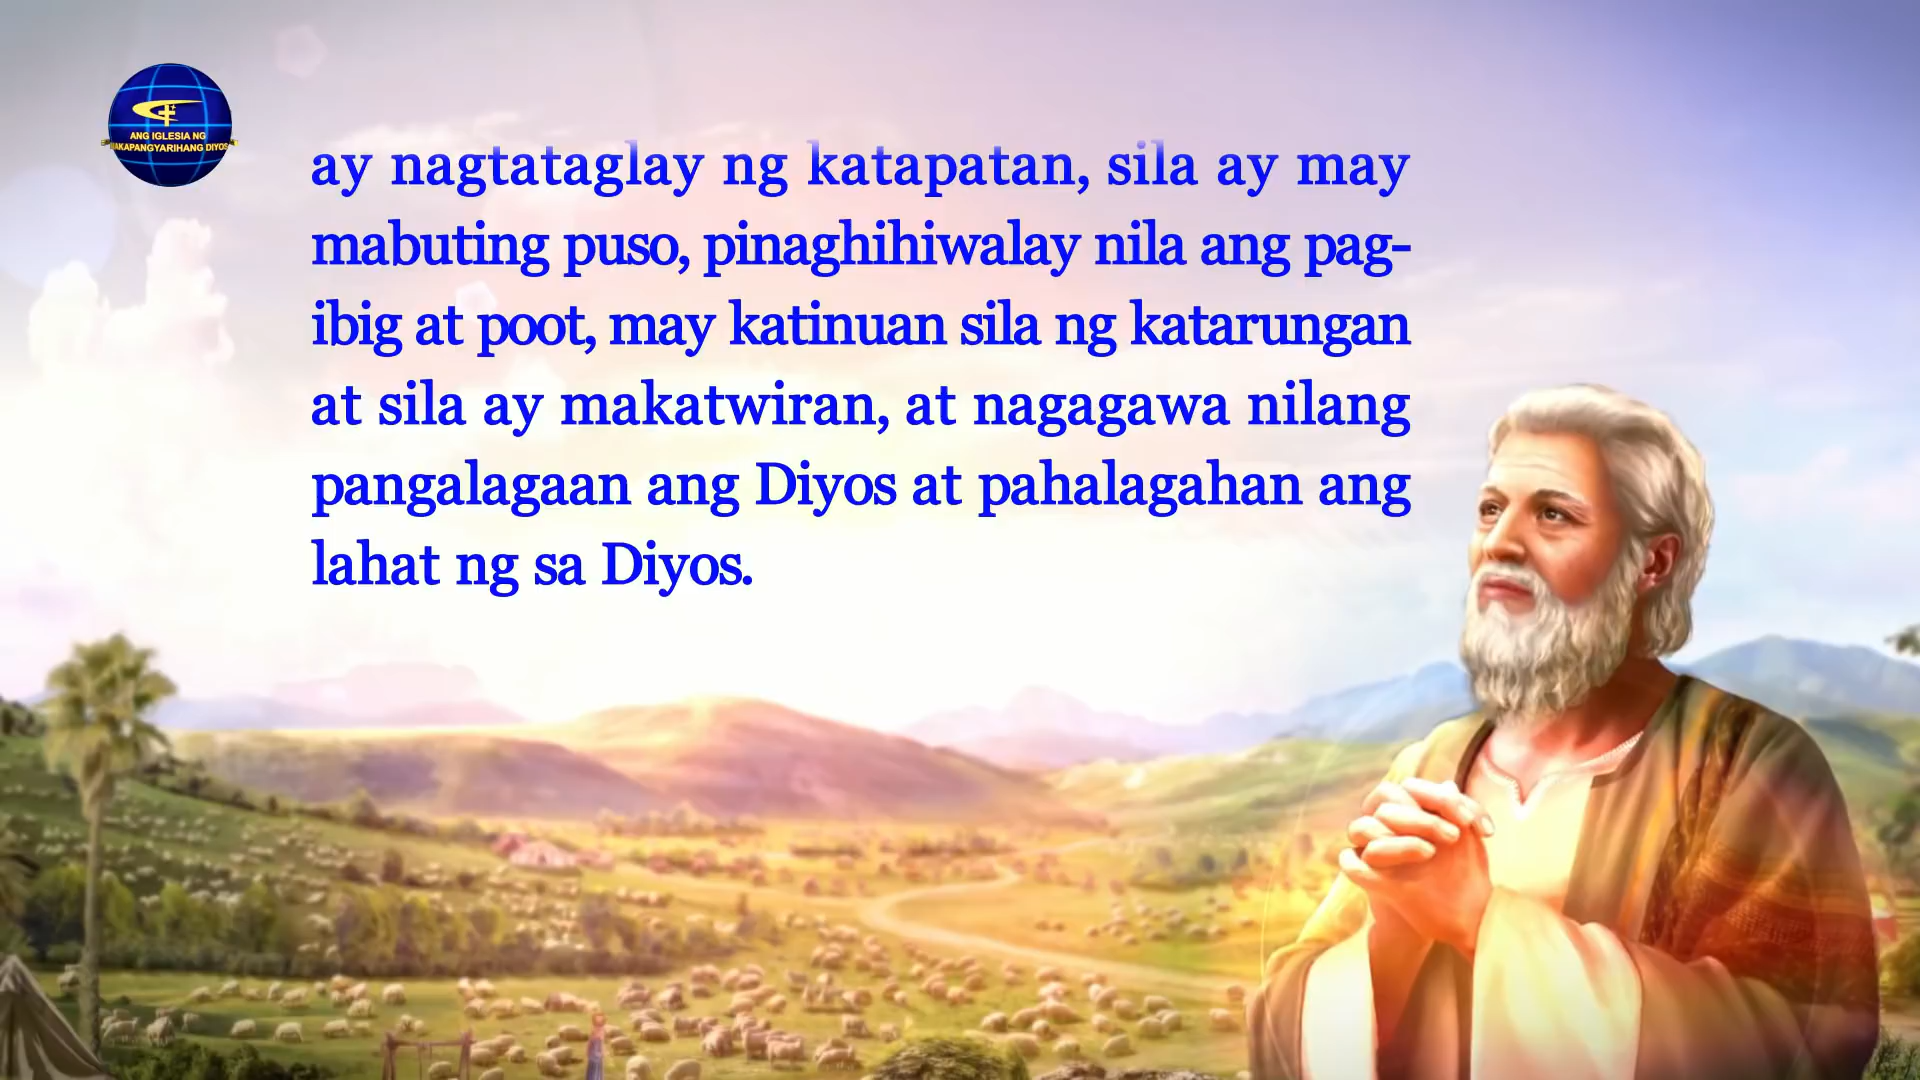 ANG IGLESIA NG
MAKAPANGYARIHANG DIYOS
ay nagtataglay ng katapatan, sila ay may
mabuting puso, pinaghihiwalay nila ang pag-
ibig at poot, may katinuan sila ng katarungan
at sila ay makatwiran, at nagagawa nilang
pangalagaan ang Diyos at pahalagahan ang
lahat ng sa Diyos.